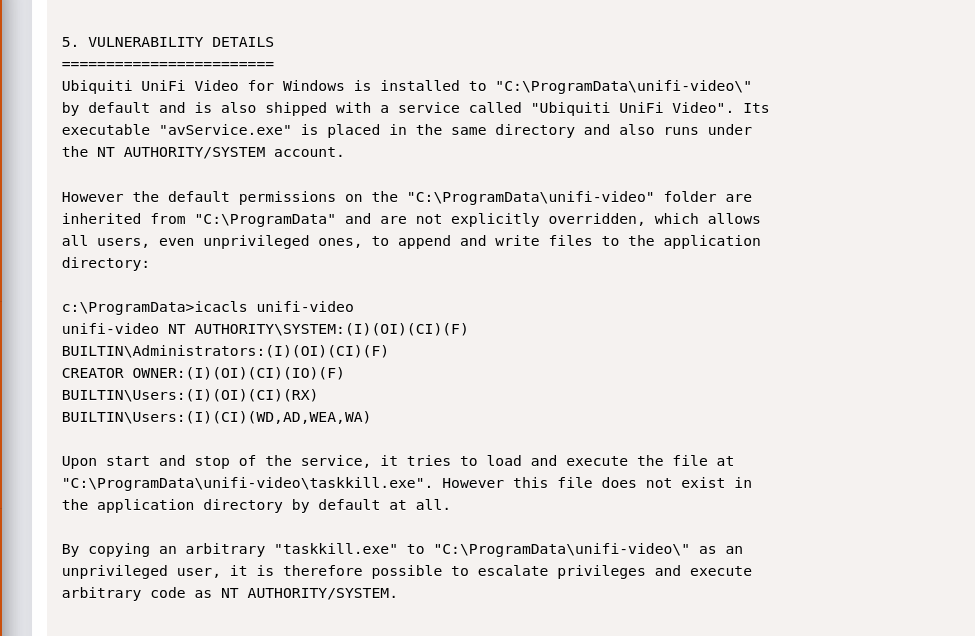 5. VULNERABILITY DETAILS
========================
Ubiquiti UniFi Video for Windows is installed to "C:\ProgramData\unifi-video\"
by default and is also shipped with a service called "Ubiquiti UniFi Video". Its
executable "avService.exe" is placed in the same directory and also runs under
the NT AUTHORITY/SYSTEM account.

However the default permissions on the "C:\ProgramData\unifi-video" folder are
inherited from "C:\ProgramData" and are not explicitly overridden, which allows
all users, even unprivileged ones, to append and write files to the application
directory:

c:\ProgramData>icacls unifi-video
unifi-video NT AUTHORITY\SYSTEM:(I)(OI)(CI)(F)
BUILTIN\Administrators:(I)(OI)(CI)(F)
CREATOR OWNER:(I)(OI)(CI)(IO)(F)
BUILTIN\Users:(I)(OI)(CI)(RX)
BUILTIN\Users:(I)(CI)(WD,AD,WEA,WA)

Upon start and stop of the service, it tries to load and execute the file at
"C:\ProgramData\unifi-video\taskkill.exe". However this file does not exist in
the application directory by default at all.

By copying an arbitrary "taskkill.exe" to "C:\ProgramData\unifi-video\" as an
unprivileged user, it is therefore possible to escalate privileges and execute
arbitrary code as NT AUTHORITY/SYSTEM.